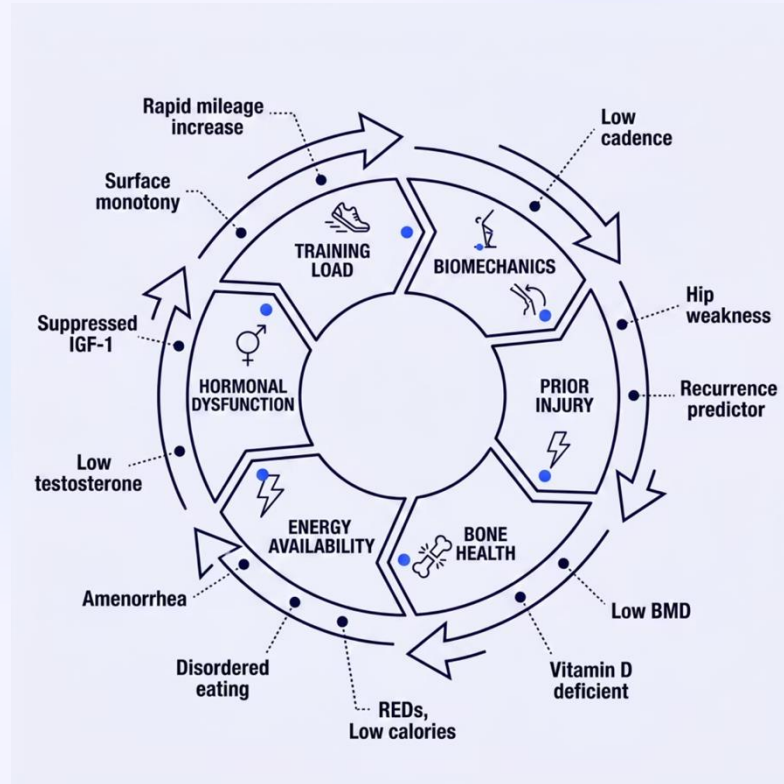 Rapid mileage
increase
Low
cadence
Surface
monotony
TRAINING
LOAD
BIOMECHANICS
Hip
weakness
Suppressed
IGF-1
HORMONAL
DYSFUNCTION
PRIOR
INJURY
Recurrence
predictor
Low
testosterone
ENERGY
AVAILABILITY
BONE
HEALTH
Amenorrhea
Low BMD
Disordered
eating
Vitamin D
deficient
REDs,
Low calories